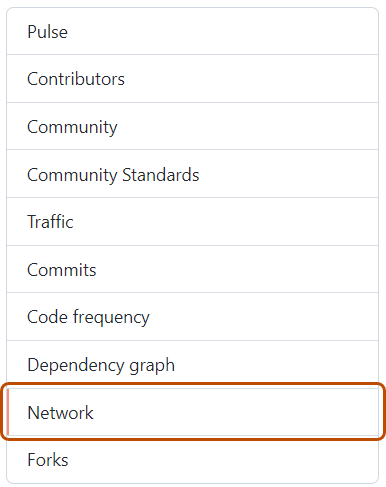 Pulse
Contributors
Community
Community Standards
Traffic
Commits
Code frequency
Dependency graph
Network
Forks